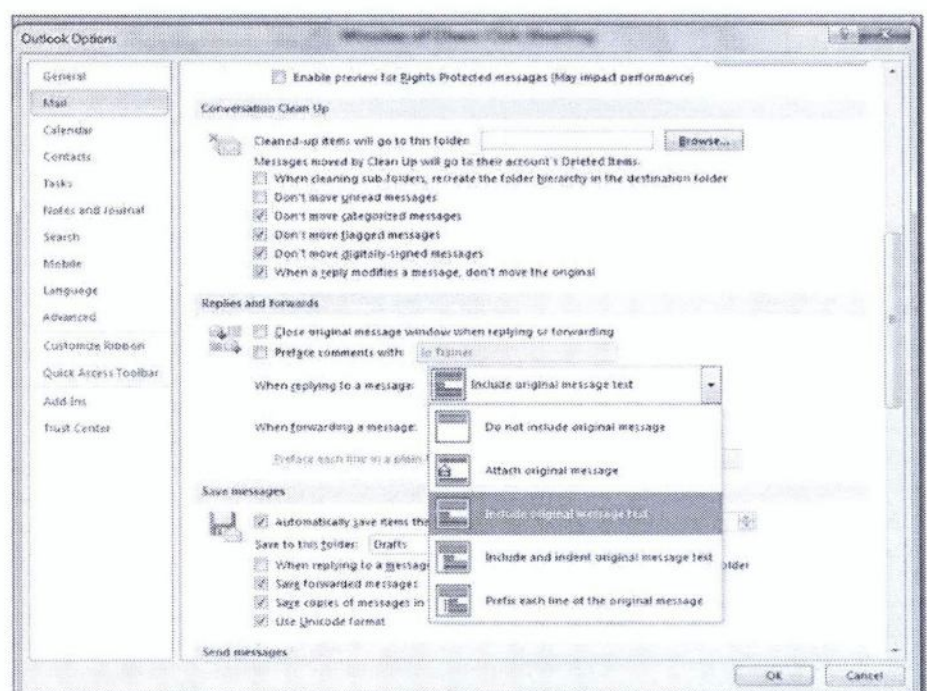 Outlook Options
General
Mail
Calendar
Contacts
Tasks
Notes and Journal
Search
Mobile
Language
Advanced
Customize Ribbon
Quick Access Toolbar
Add-Ins
Trust Center
Enable preview for Rights Protected messages (May impact performance)
Conversation Clean Up
Cleaned-up items will go to this folder: Browse...
Messages moved by Clean Up will go to their account's Deleted Items.
When cleaning sub-folders, recreate the folder hierarchy in the destination folder
Don't move unread messages
Don't move categorized messages
Don't move flagged messages
Don't move digitally-signed messages
When a reply modifies a message, don't move the original
Replies and forwards
Close original message window when replying or forwarding
Preface comments with: Jo Trainer
When replying to a message: Include original message text
Do not include original message
When forwarding a message:
Attach original message
Preface each line in a plain-
Save messages
Include original message text
Automatically save items tha
Save to this folder: Drafts
Include and indent original message text
When replying to a messag older
Save forwarded messages
Prefix each line of the original message
Save copies of messages in
Use Unicode format
Send messages
OK Cancel